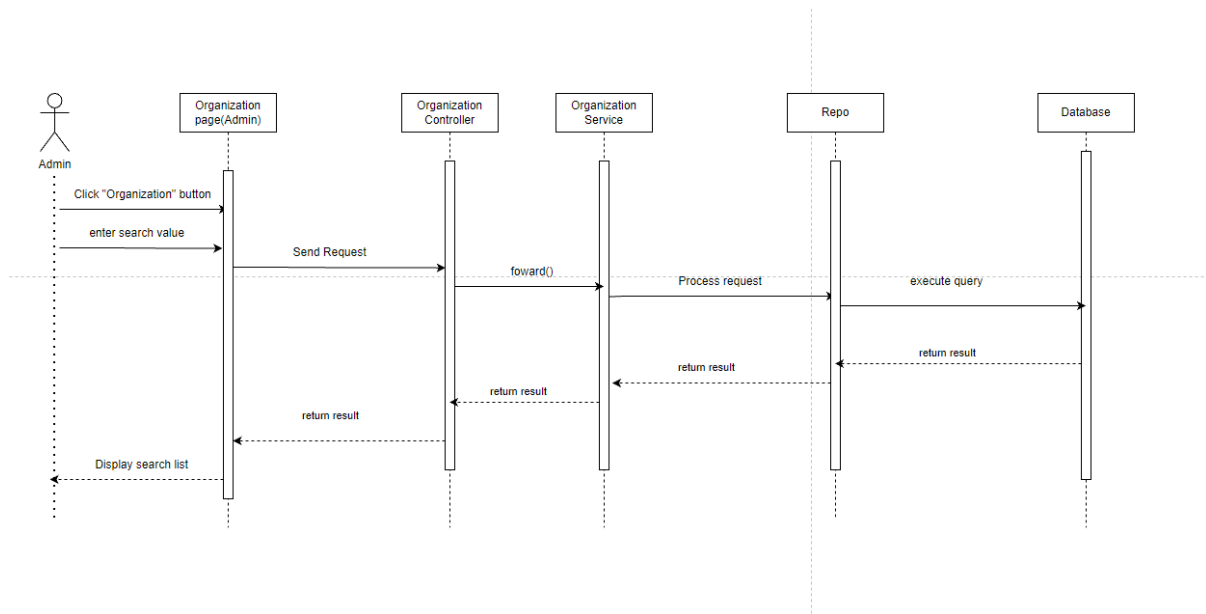 Organization
page(Admin)
Organization
Controller
Organization
Service
Repo
Database
Admin
Click "Organization" button
enter search value
Send Request
foward()
Process request
execute query
return result
return result
return result
return result
Display search list